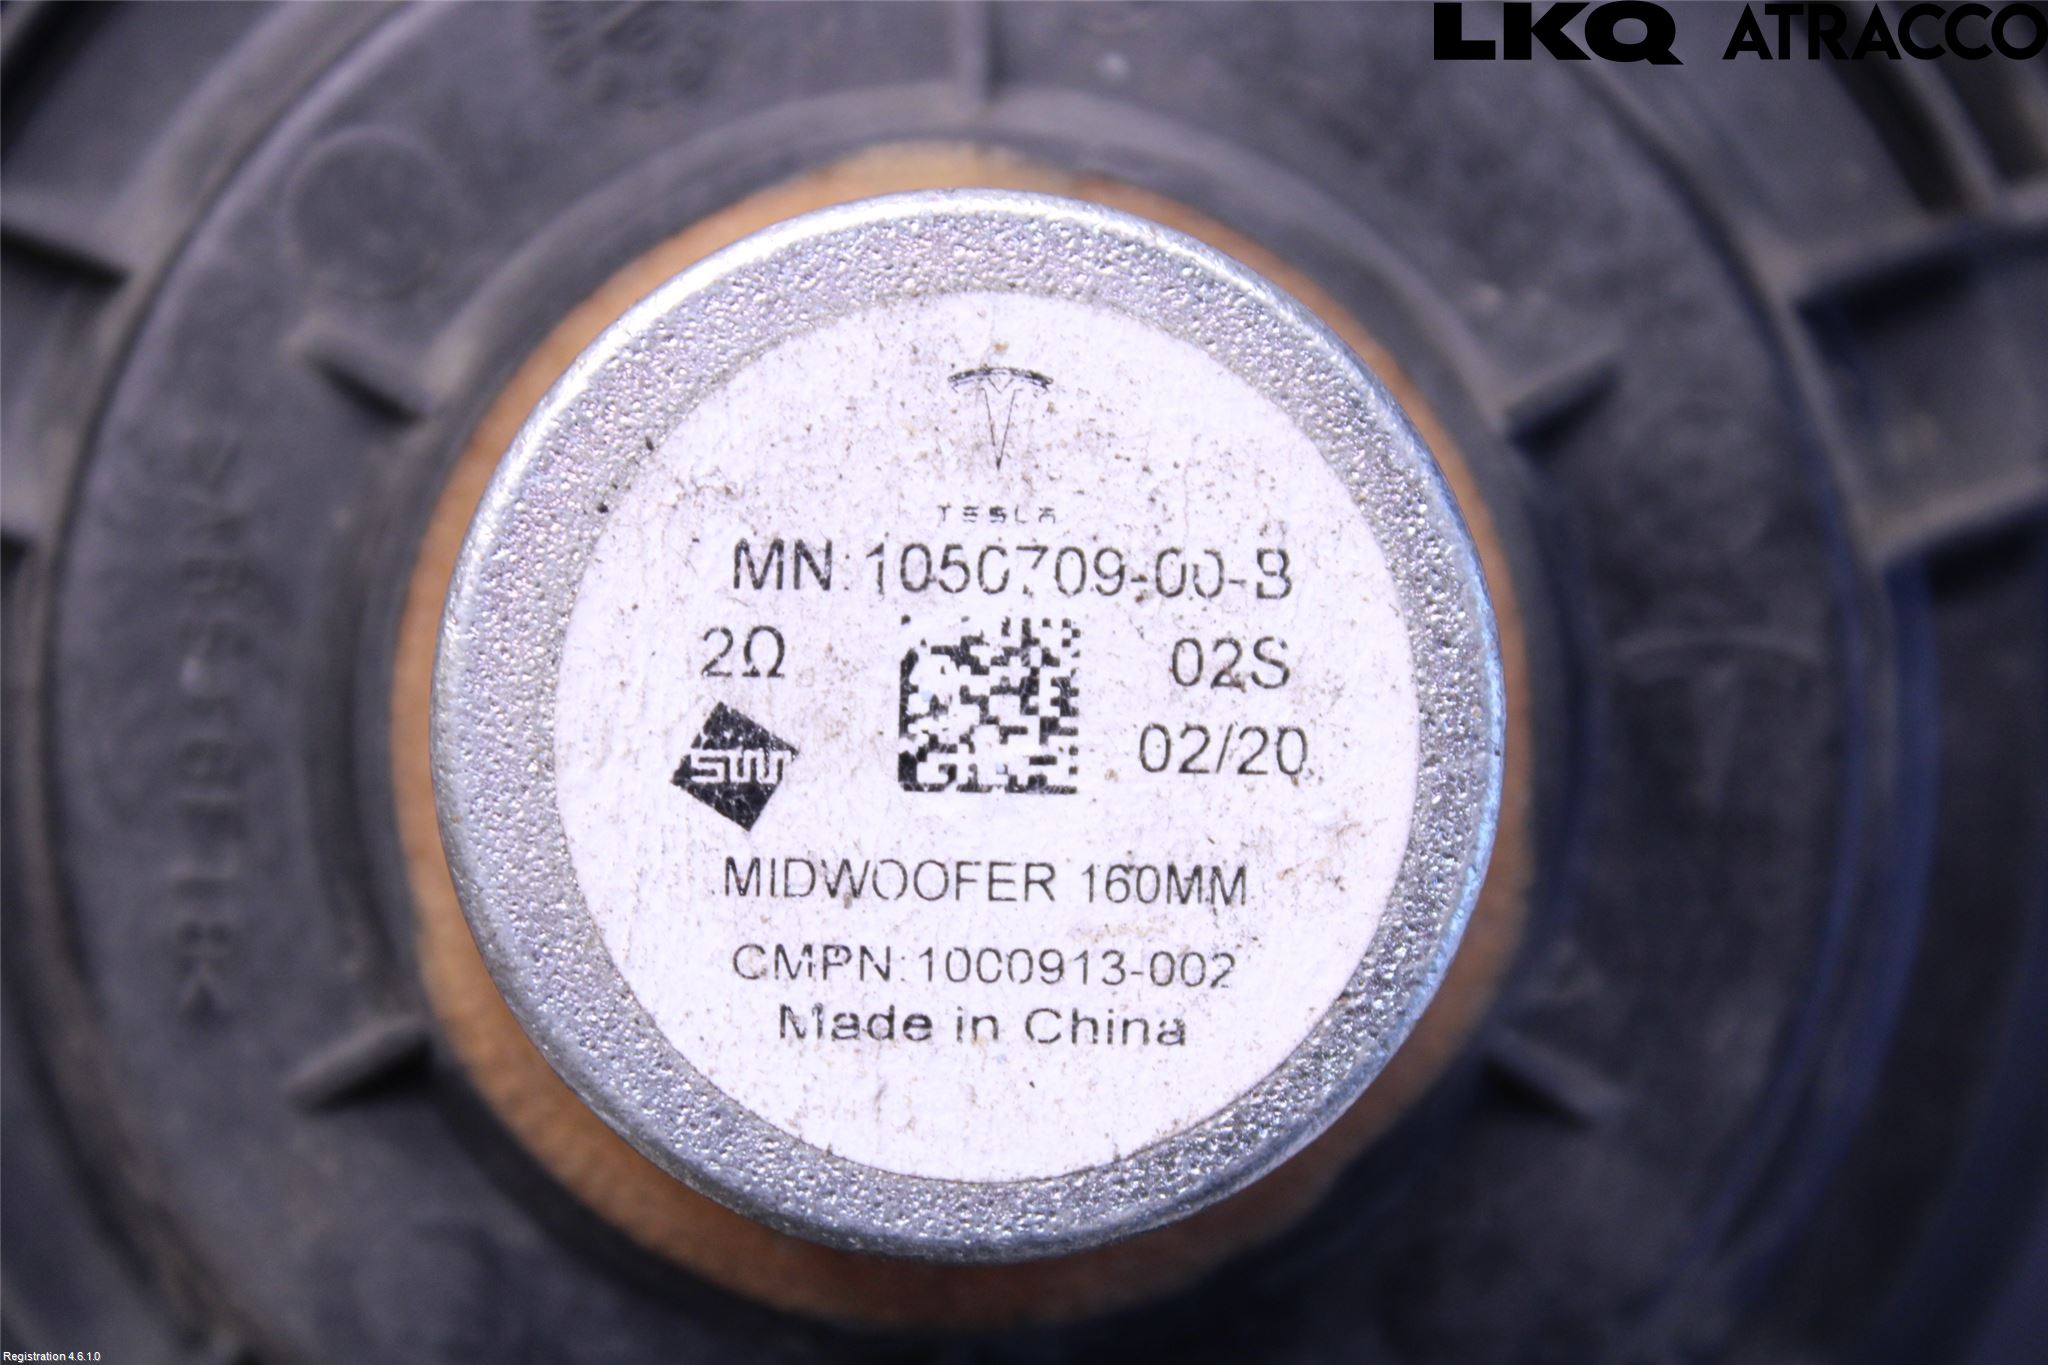 LKQ ATRACCO
TESLA
MN:1050709-00-B
2Ω
02S
SW
02/20
MIDWOOFER 160MM
CMPN:1000913-002
Made in China
Registration 4.6.1.0